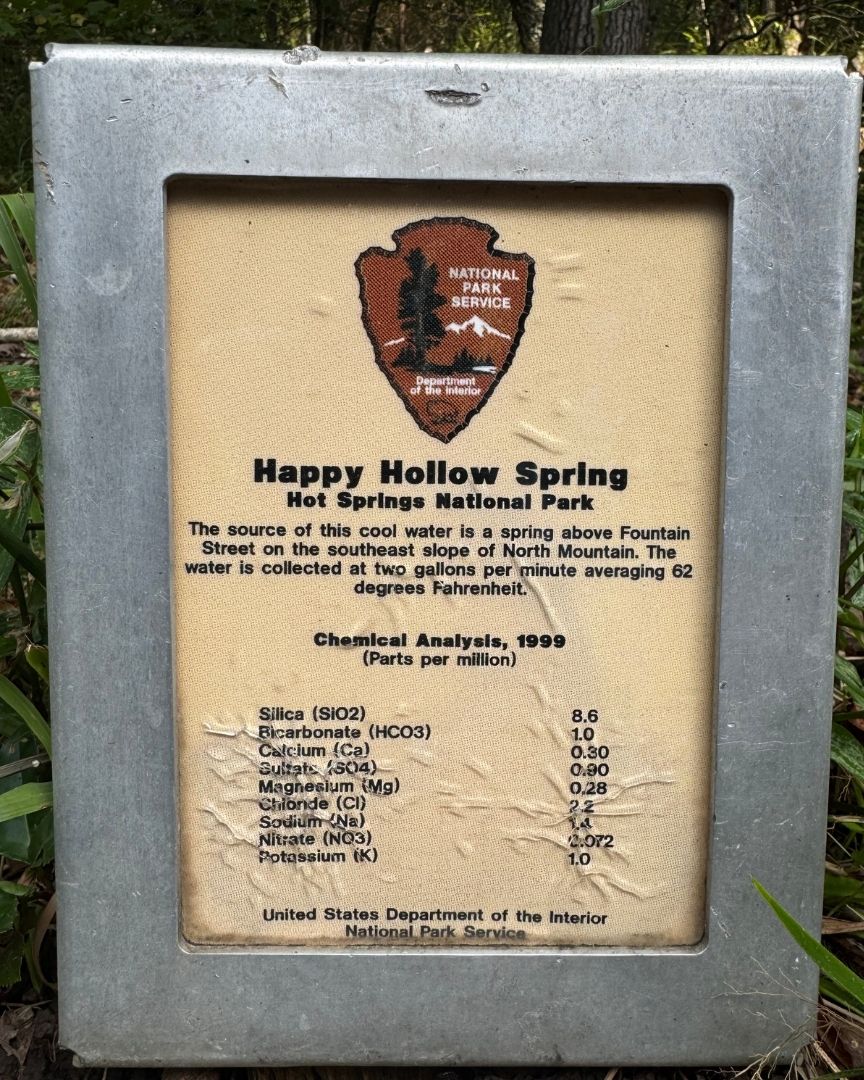 NATIONAL
PARK
SERVICE
Department
of the Interior
Happy Hollow Spring
Hot Springs National Park
The source of this cool water is a spring above Fountain
Street on the southeast slope of North Mountain. The
water is collected at two gallons per minute averaging 62
degrees Fahrenheit.
Chemical Analysis, 1999
(Parts per million)
Silica (SiO2) 8.6
Bicarbonate (HCO3) 1.0
Calcium (Ca) 0.30
Sulfate (SO4) 0.90
Magnesium (Mg) 0.28
Chloride (Cl) 2.2
Sodium (Na) 1.4
Nitrate (NO3) 0.072
Potassium (K) 1.0
United States Department of the Interior
National Park Service